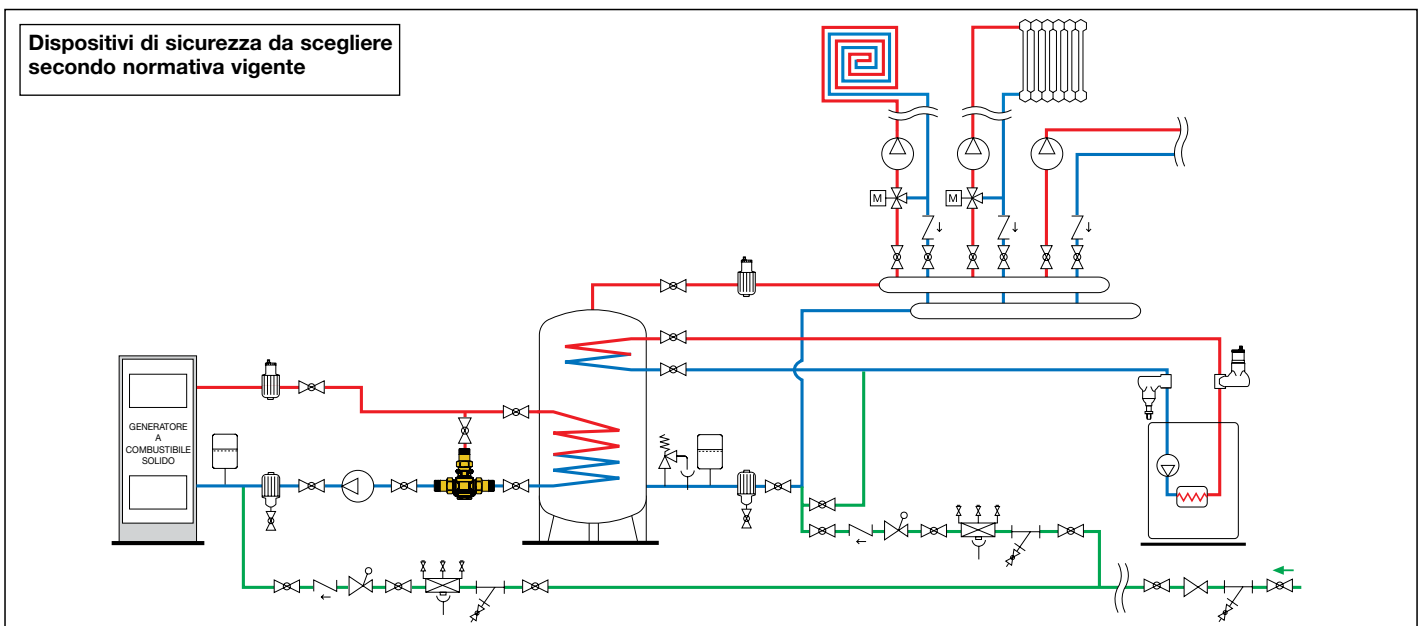 Dispositivi di sicurezza da scegliere
secondo normativa vigente
M
M
GENERATORE
A
COMBUSTIBILE
SOLIDO